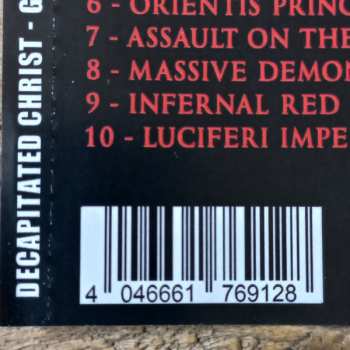 DECAPITATED CHRIST - G
6 - ORIENTIS PRINC
7 - ASSAULT ON THE
8 - MASSIVE DEMON
9 - INFERNAL RED
10 - LUCIFERI IMPE
4 046661 769128